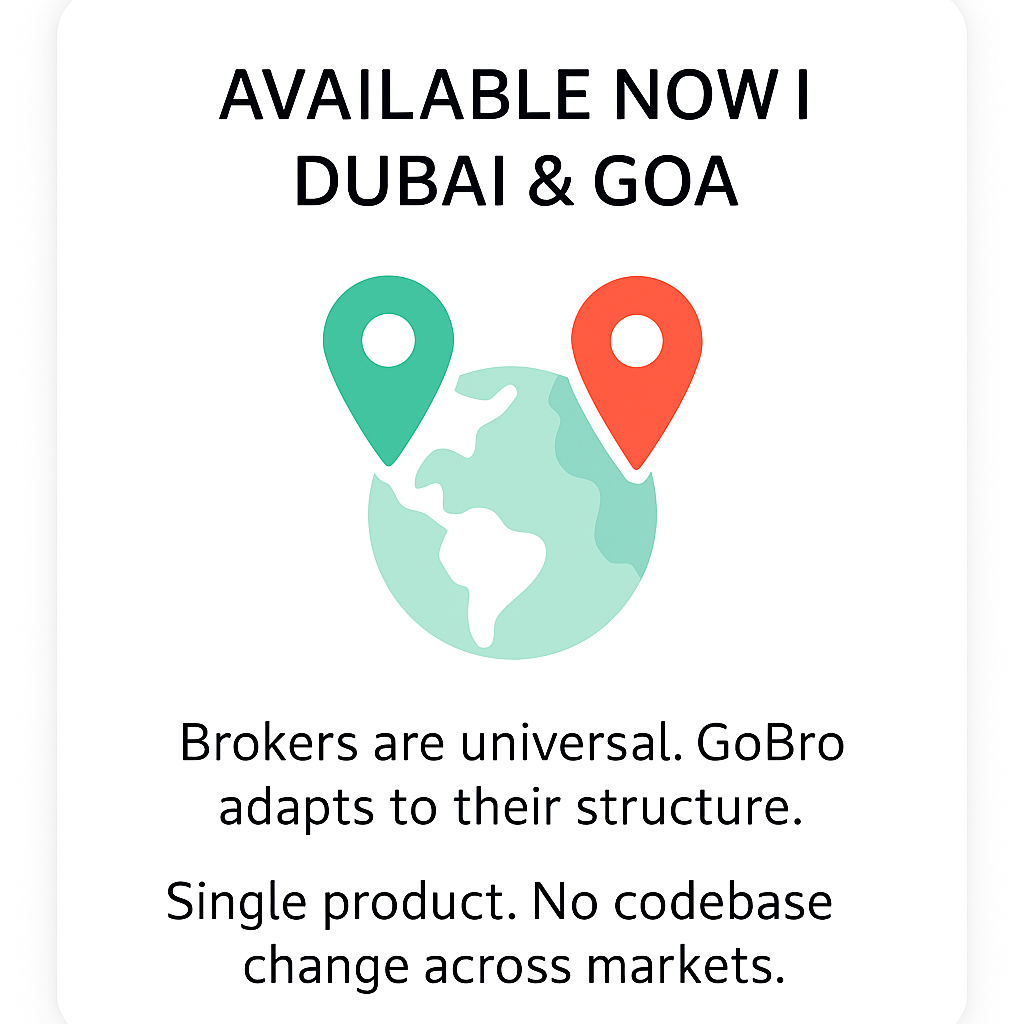 AVAILABLE NOW I
DUBAI & GOA
Brokers are universal. GoBro
adapts to their structure.
Single product. No codebase
change across markets.